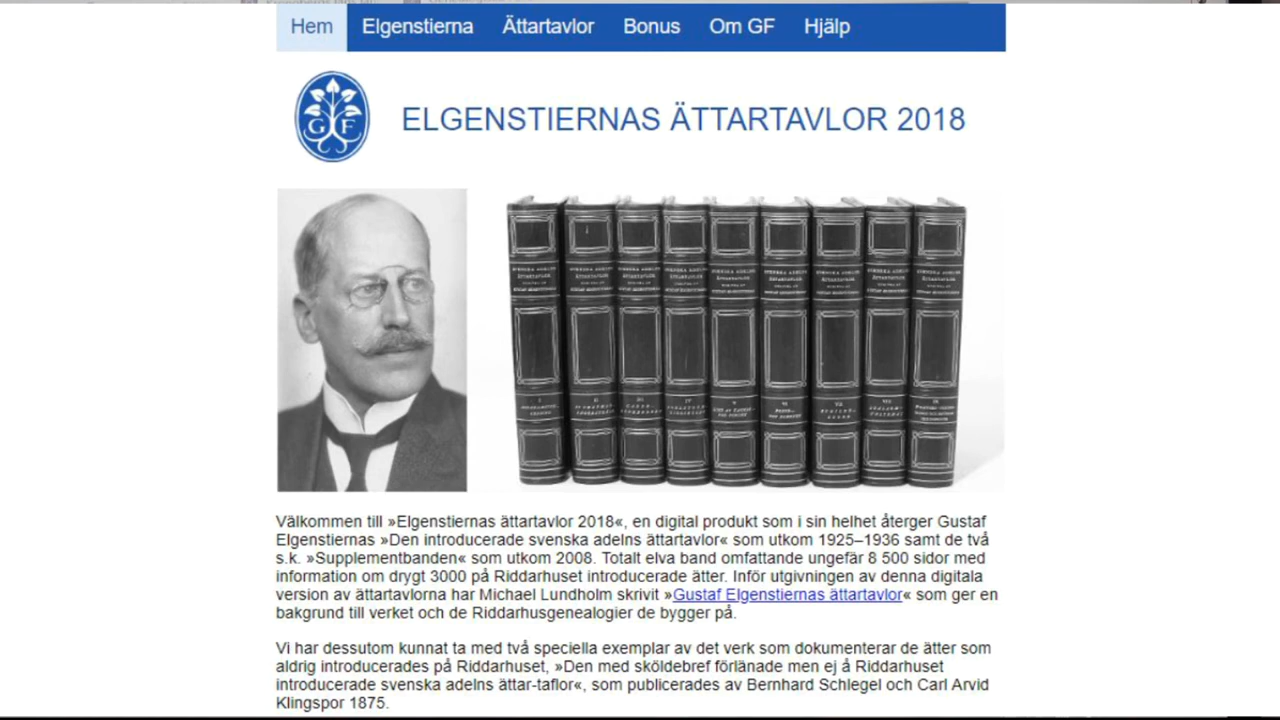 Hem Elgenstierna Ättartavlor Bonus Om GF Hjälp
G F
ELGENSTIERNAS ÄTTARTAVLOR 2018
Välkommen till »Elgenstiernas ättartavlor 2018«, en digital produkt som i sin helhet återger Gustaf
Elgenstiernas »Den introducerade svenska adelns ättartavlor« som utkom 1925–1936 samt de två
s.k. »Supplementbanden« som utkom 2008. Totalt elva band omfattande ungefär 8 500 sidor med
information om drygt 3000 på Riddarhuset introducerade ätter. Inför utgivningen av denna digitala
version av ättartavlorna har Michael Lundholm skrivit »Gustaf Elgenstiernas ättartavlor« som ger en
bakgrund till verket och de Riddarhusgenealogier de bygger på.
Vi har dessutom kunnat ta med två speciella exemplar av det verk som dokumenterar de ätter som
aldrig introducerades på Riddarhuset, »Den med sköldebref förlänade men ej å Riddarhuset
introducerade svenska adelns ättar-taflor«, som publicerades av Bernhard Schlegel och Carl Arvid
Klingspor 1875.